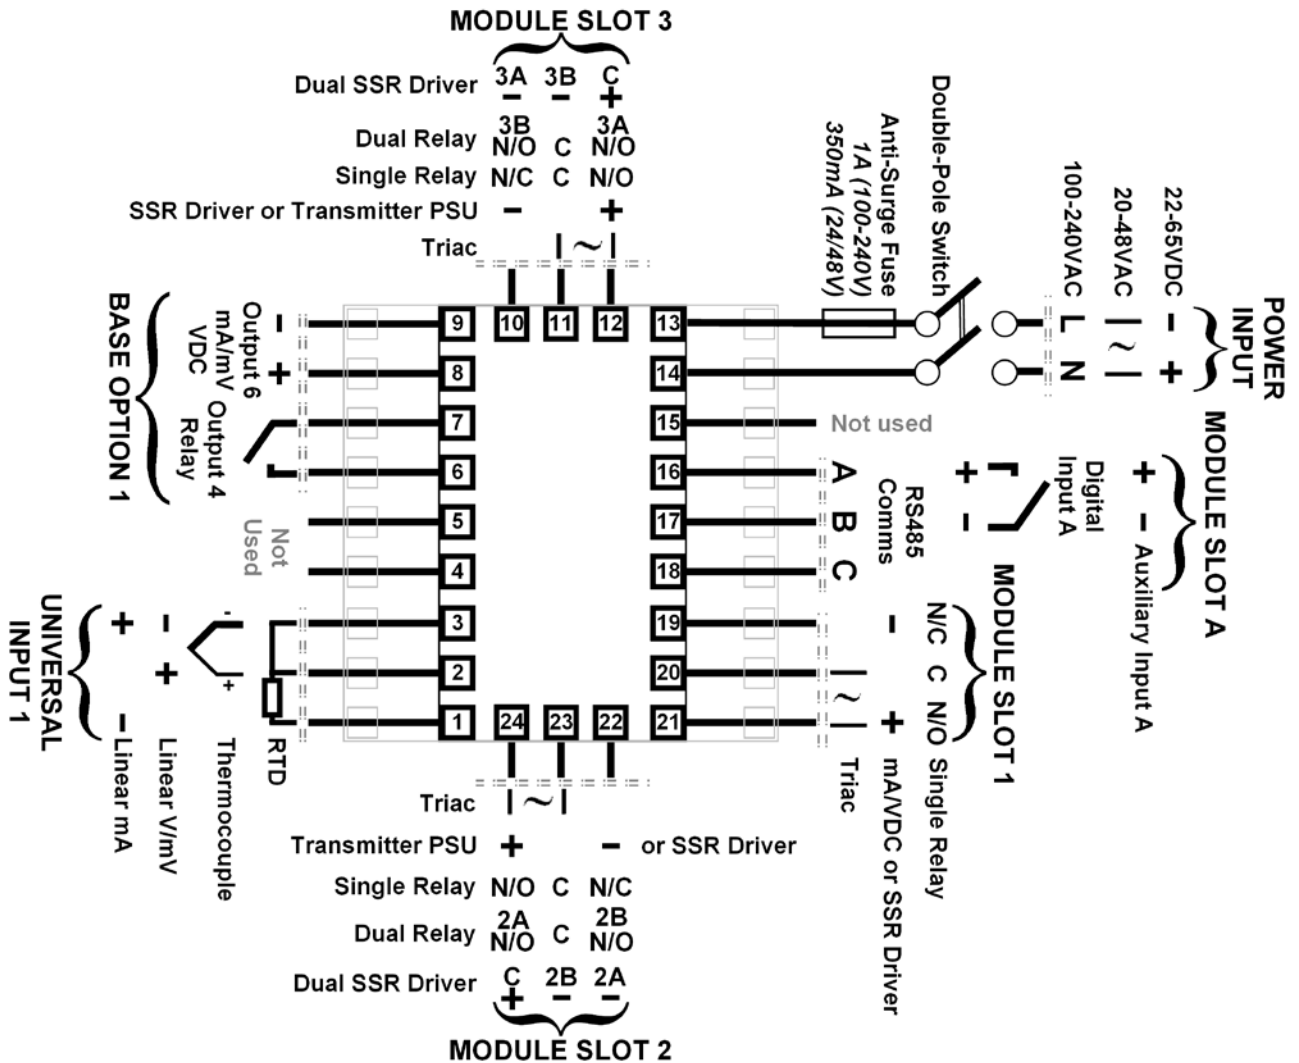 MODULE SLOT 3
3A 3B C
Dual SSR Driver
− − +
3B 3A
Dual Relay N/O C N/O
Single Relay N/C C N/O
SSR Driver or Transmitter PSU − +
Triac ~
Double-Pole Switch
Anti-Surge Fuse
1A (100-240V)
350mA (24/48V)
POWER
INPUT
22-65VDC − +
20-48VAC ~
100-240VAC L N
BASE OPTION 1
Output 6
mA/mV
VDC
− +
Output 4
Relay
Not
Used
9 10 11 12 13
8 14
7 15
6 16
5 17
4 18
3 19
2 20
1 24 23 22 21
Not used
A B C
RS485
Comms
+ −
Digital
Input A
+ − Auxiliary Input A
MODULE SLOT A
MODULE SLOT 1
N/C C N/O Single Relay
− + mA/VDC or SSR Driver
~ Triac
UNIVERSAL
INPUT 1
+ − Linear mA
− + Linear V/mV
- + Thermocouple
RTD
Triac ~
Transmitter PSU + − or SSR Driver
Single Relay N/O C N/C
2A 2B
Dual Relay N/O C N/O
Dual SSR Driver C 2B 2A
+ − −
MODULE SLOT 2